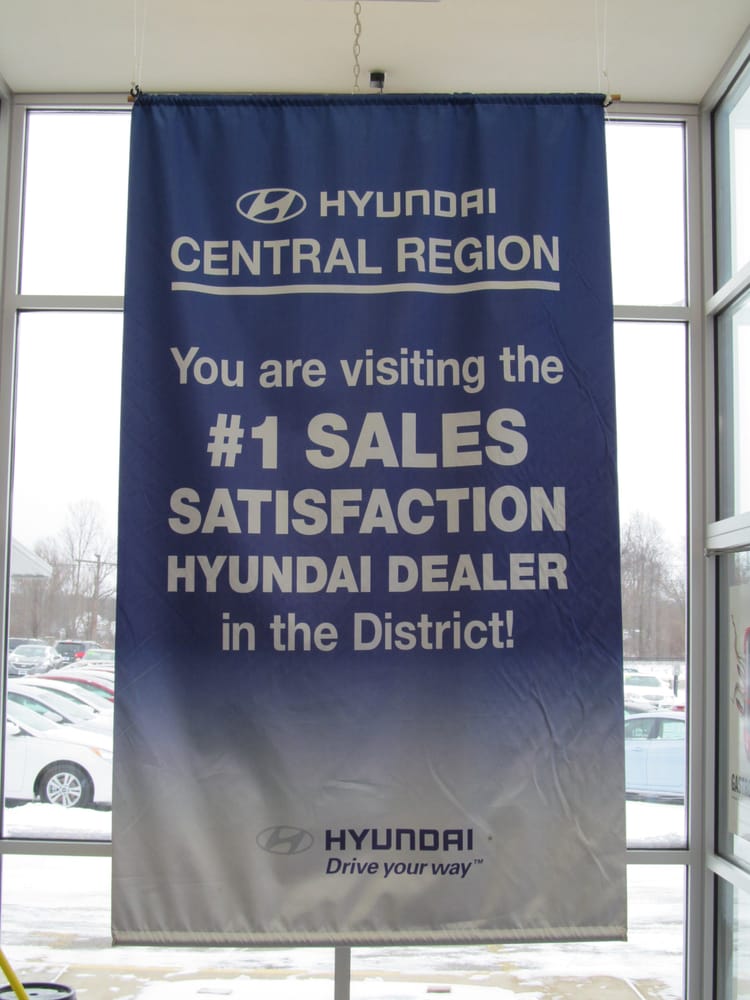 HYUNDAI
CENTRAL REGION
You are visiting the
#1 SALES
SATISFACTION
HYUNDAI DEALER
in the District!
HYUNDAI
Drive your way™